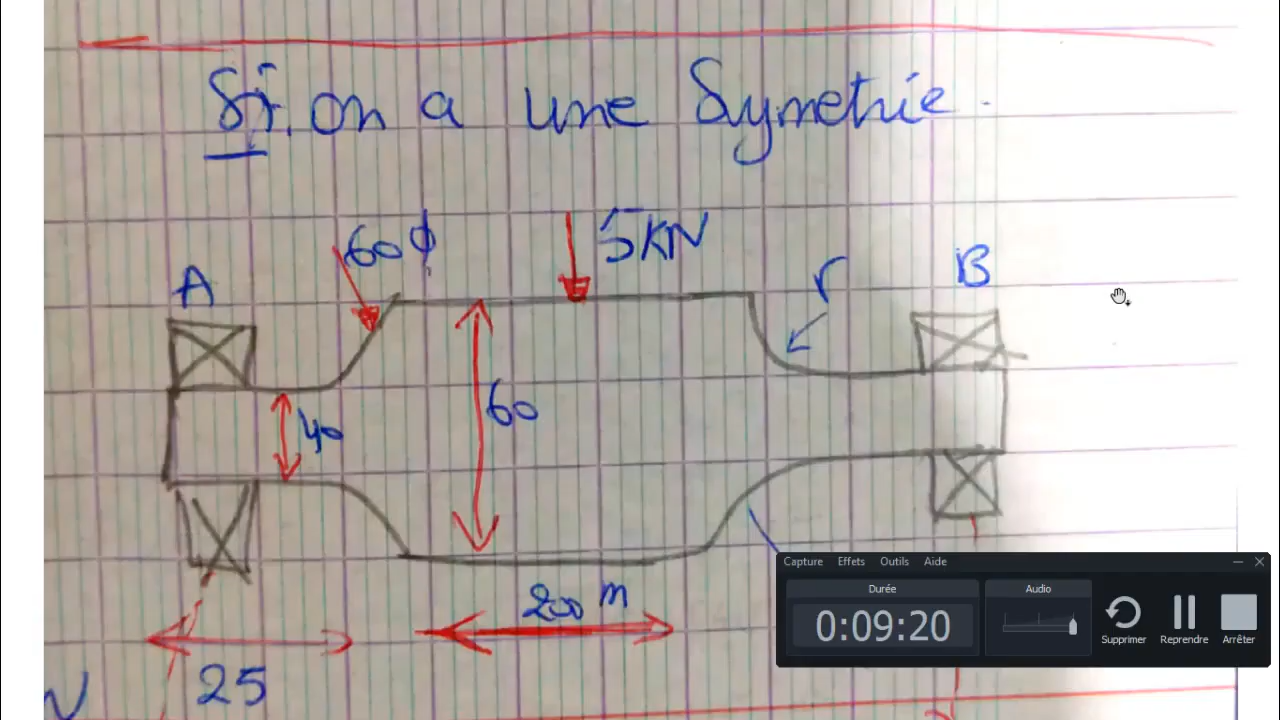 Si on a une Symetrie.
60 ϕ
5KN
A
r
B
40
60
200 m
25
N
Capture Effets Outils Aide
Durée
Audio
0:09:20
Supprimer
Reprendre
Arrêter